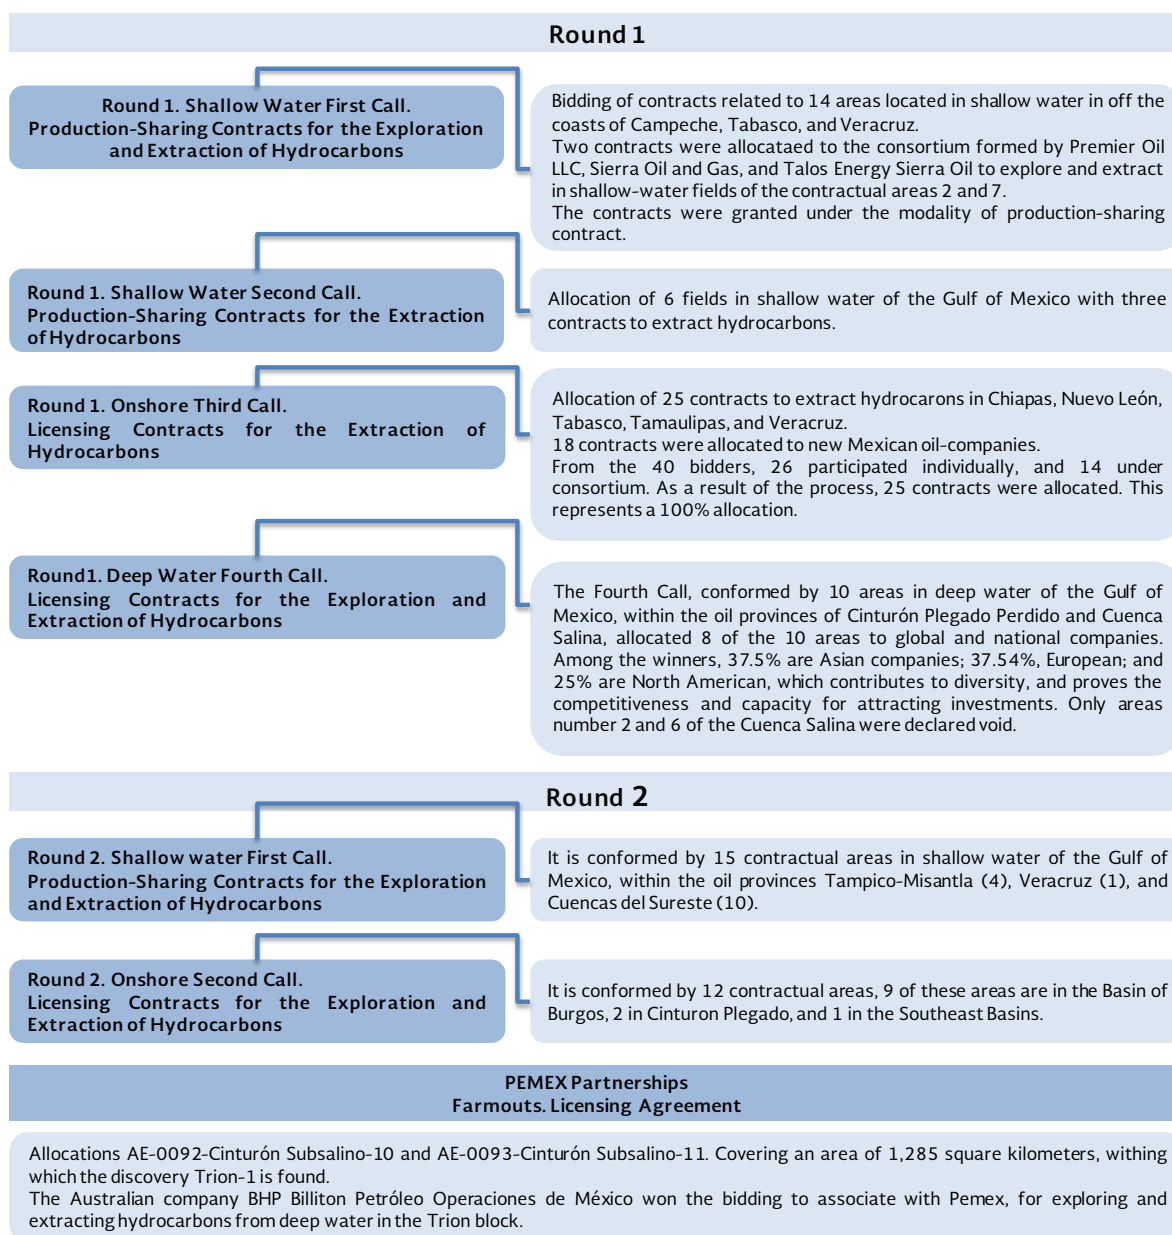 Round 1
Round 1. Shallow Water First Call.
Production-Sharing Contracts for the Exploration
and Extraction of Hydrocarbons
Bidding of contracts related to 14 areas located in shallow water in off the
coasts of Campeche, Tabasco, and Veracruz.
Two contracts were allocataed to the consortium formed by Premier Oil
LLC, Sierra Oil and Gas, and Talos Energy Sierra Oil to explore and extract
in shallow-water fields of the contractual areas 2 and 7.
The contracts were granted under the modality of production-sharing
contract.
Round 1. Shallow Water Second Call.
Production-Sharing Contracts for the Extraction
of Hydrocarbons
Allocation of 6 fields in shallow water of the Gulf of Mexico with three
contracts to extract hydrocarbons.
Round 1. Onshore Third Call.
Licensing Contracts for the Extraction of
Hydrocarbons
Allocation of 25 contracts to extract hydrocarons in Chiapas, Nuevo León,
Tabasco, Tamaulipas, and Veracruz.
18 contracts were allocated to new Mexican oil-companies.
From the 40 bidders, 26 participated individually, and 14 under
consortium. As a result of the process, 25 contracts were allocated. This
represents a 100% allocation.
Round1. Deep Water Fourth Call.
Licensing Contracts for the Exploration and
Extraction of Hydrocarbons
The Fourth Call, conformed by 10 areas in deep water of the Gulf of
Mexico, within the oil provinces of Cinturón Plegado Perdido and Cuenca
Salina, allocated 8 of the 10 areas to global and national companies.
Among the winners, 37.5% are Asian companies; 37.54%, European; and
25% are North American, which contributes to diversity, and proves the
competitiveness and capacity for attracting investments. Only areas
number 2 and 6 of the Cuenca Salina were declared void.
Round 2
Round 2. Shallow water First Call.
Production-Sharing Contracts for the Exploration
and Extraction of Hydrocarbons
It is conformed by 15 contractual areas in shallow water of the Gulf of
Mexico, within the oil provinces Tampico-Misantla (4), Veracruz (1), and
Cuencas del Sureste (10).
Round 2. Onshore Second Call.
Licensing Contracts for the Exploration and
Extraction of Hydrocarbons
It is conformed by 12 contractual areas, 9 of these areas are in the Basin of
Burgos, 2 in Cinturon Plegado, and 1 in the Southeast Basins.
PEMEX Partnerships
Farmouts. Licensing Agreement
Allocations AE-0092-Cinturón Subsalino-10 and AE-0093-Cinturón Subsalino-11. Covering an area of 1,285 square kilometers, withing
which the discovery Trion-1 is found.
The Australian company BHP Billiton Petróleo Operaciones de México won the bidding to associate with Pemex, for exploring and
extracting hydrocarbons from deep water in the Trion block.